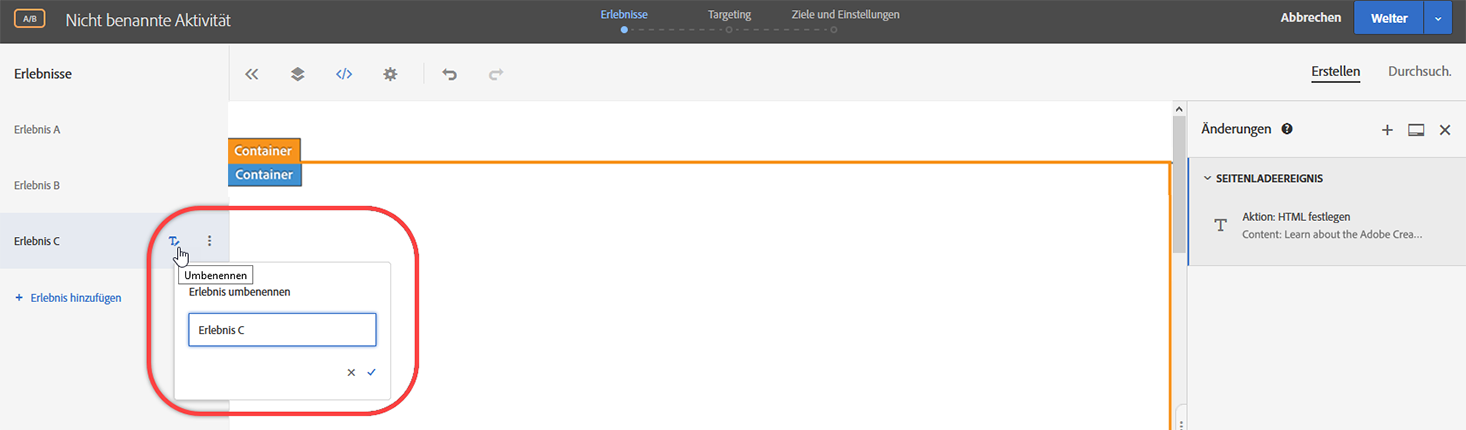 A/B Nicht benannte Aktivität
Erlebnisse Targeting Ziele und Einstellungen
Abbrechen Weiter
Erlebnisse
Erstellen Durchsuch.
Erlebnis A
Erlebnis B
Erlebnis C
Umbenennen
Erlebnis umbenennen
Erlebnis C
+ Erlebnis hinzufügen
Container
Container
Änderungen
SEITENLADEEREIGNIS
Aktion: HTML festlegen
Content: Learn about the Adobe Crea...